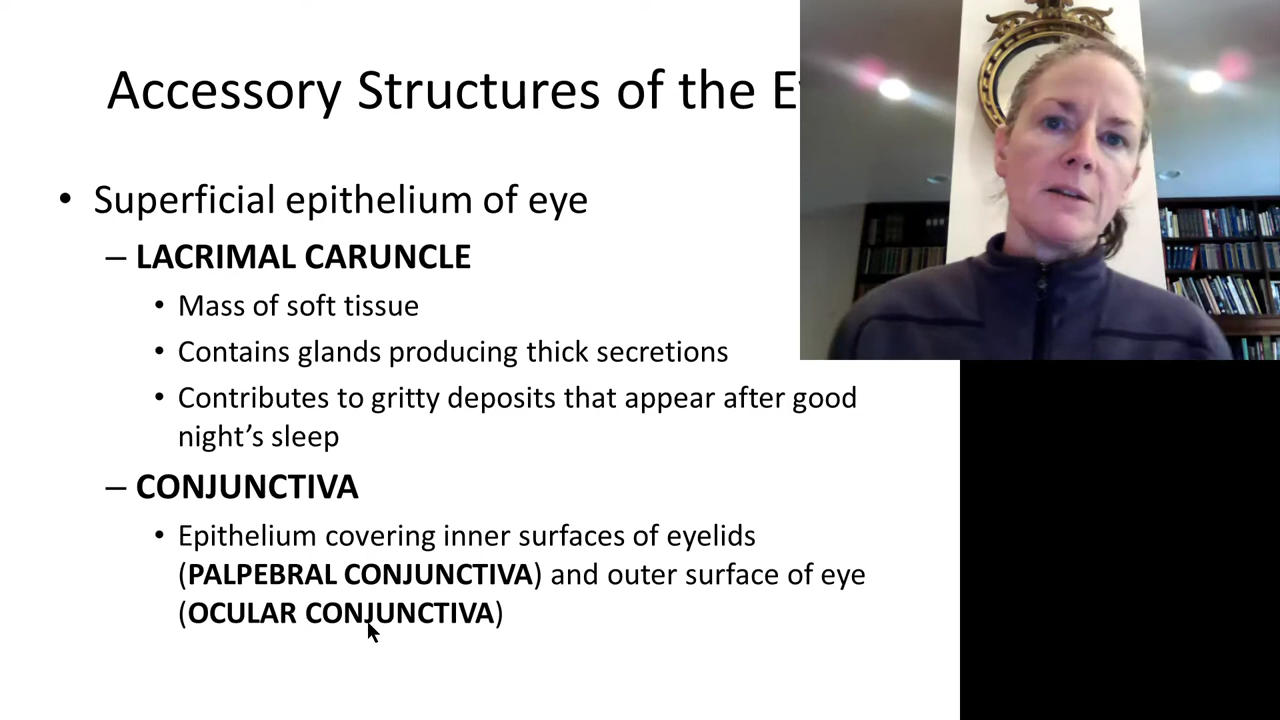 Accessory Structures of the
• Superficial epithelium of eye
– LACRIMAL CARUNCLE
• Mass of soft tissue
• Contains glands producing thick secretions
• Contributes to gritty deposits that appear after good
night’s sleep
– CONJUNCTIVA
• Epithelium covering inner surfaces of eyelids
(PALPEBRAL CONJUNCTIVA) and outer surface of eye
(OCULAR CONJUNCTIVA)